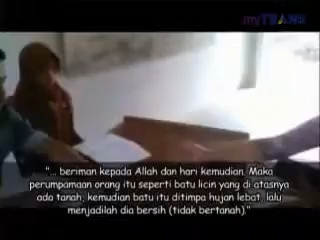 myTRANS
"... beriman kepada Allah dan hari kemudian. Maka
perumpamaan orang itu seperti batu licin yang di atasnya
ada tanah, kemudian batu itu ditimpa hujan lebat, lalu
menjadilah dia bersih (tidak bertanah)."